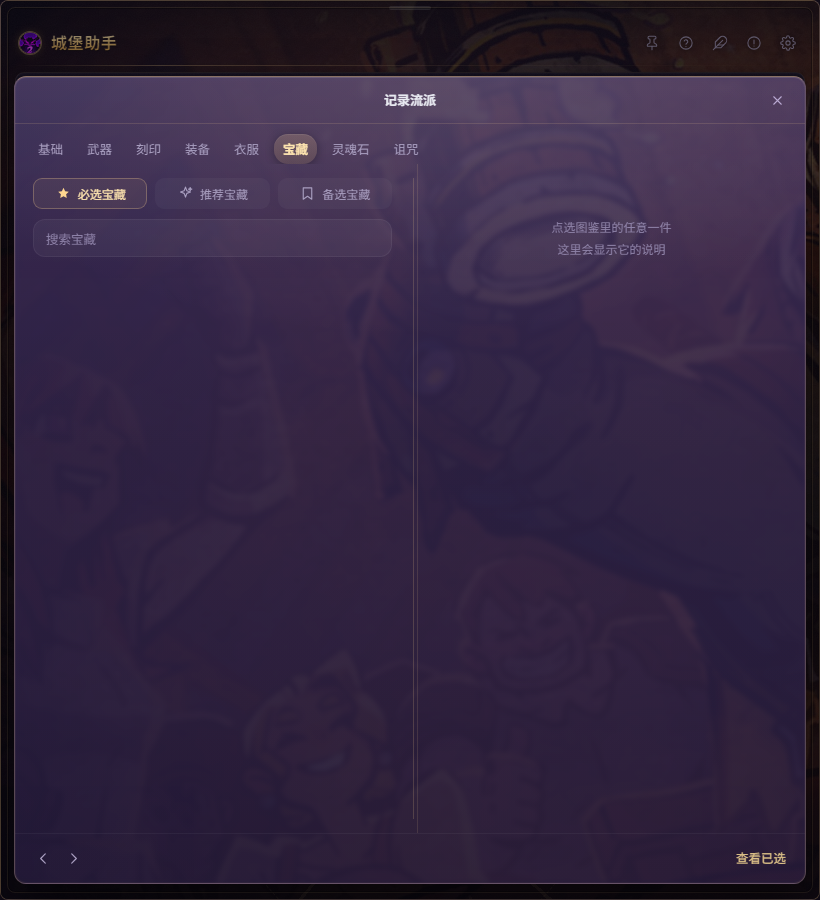 城堡助手
记录流派
基础 武器 刻印 装备 衣服 宝藏 灵魂石 诅咒
必选宝藏 推荐宝藏 备选宝藏
搜索宝藏
点选图鉴里的任意一件
这里会显示它的说明
查看已选